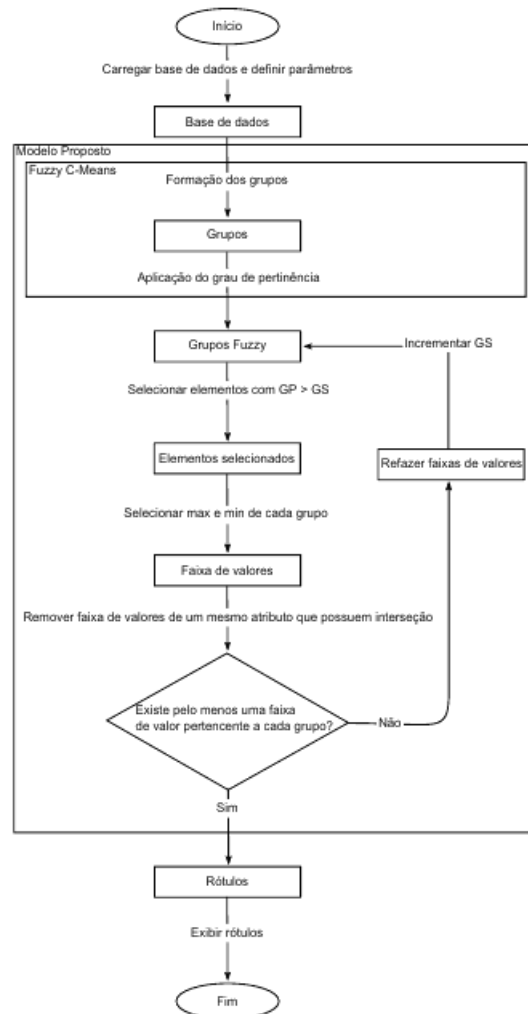 Início
Carregar base de dados e definir parâmetros
Base de dados
Modelo Proposto
Fuzzy C-Means
Formação dos grupos
Grupos
Aplicação do grau de pertinência
Grupos Fuzzy
Incrementar GS
Selecionar elementos com GP > GS
Elementos selecionados
Refazer faixas de valores
Selecionar max e min de cada grupo
Faixa de valores
Remover faixa de valores de um mesmo atributo que possuem interseção
Existe pelo menos uma faixa
de valor pertencente a cada grupo?
Não
Sim
Rótulos
Exibir rótulos
Fim